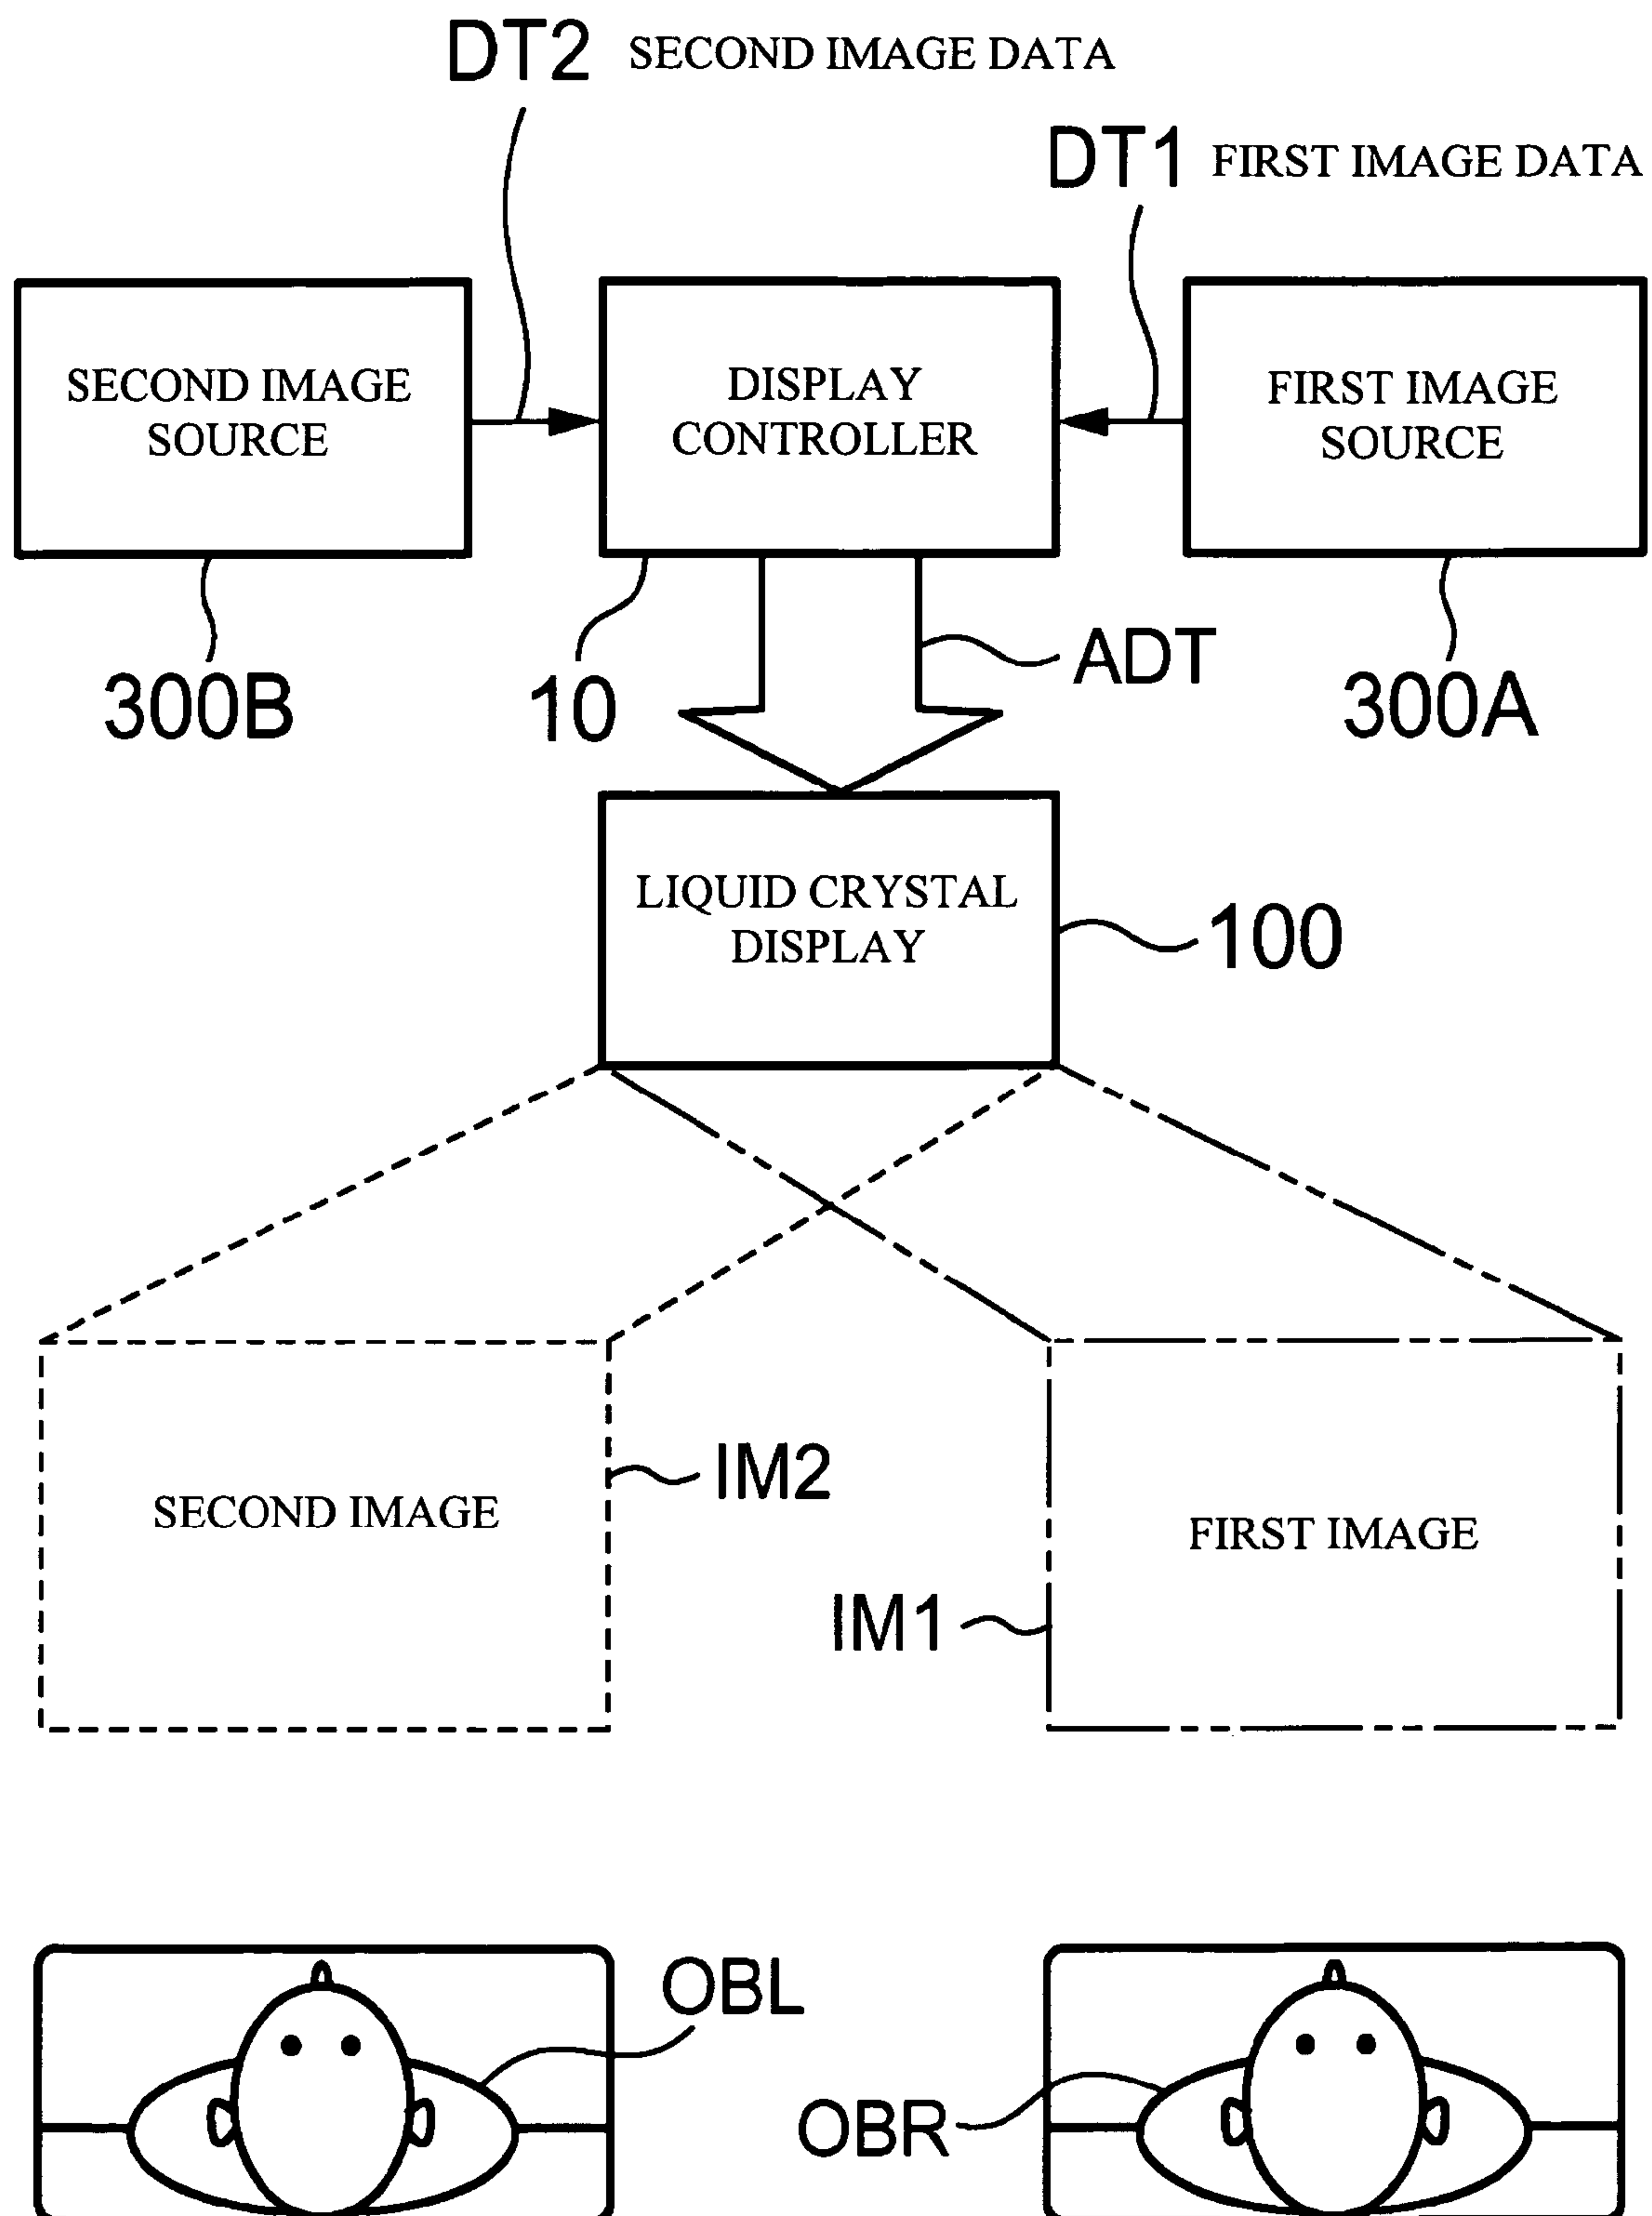 DT2 SECOND IMAGE DATA
DT1 FIRST IMAGE DATA
SECOND IMAGE
SOURCE
DISPLAY
CONTROLLER
FIRST IMAGE
SOURCE
300B
10
ADT
300A
LIQUID CRYSTAL
DISPLAY
100
SECOND IMAGE
IM2
FIRST IMAGE
IM1
OBL
OBR